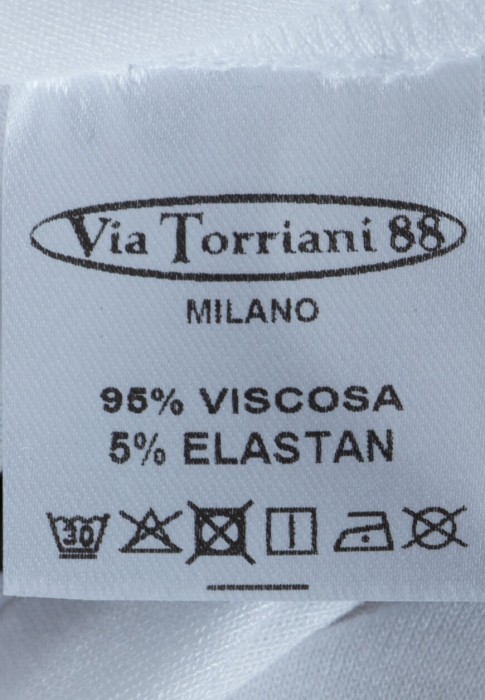 Via Torriani 88
MILANO
95% VISCOSA
5% ELASTAN
30